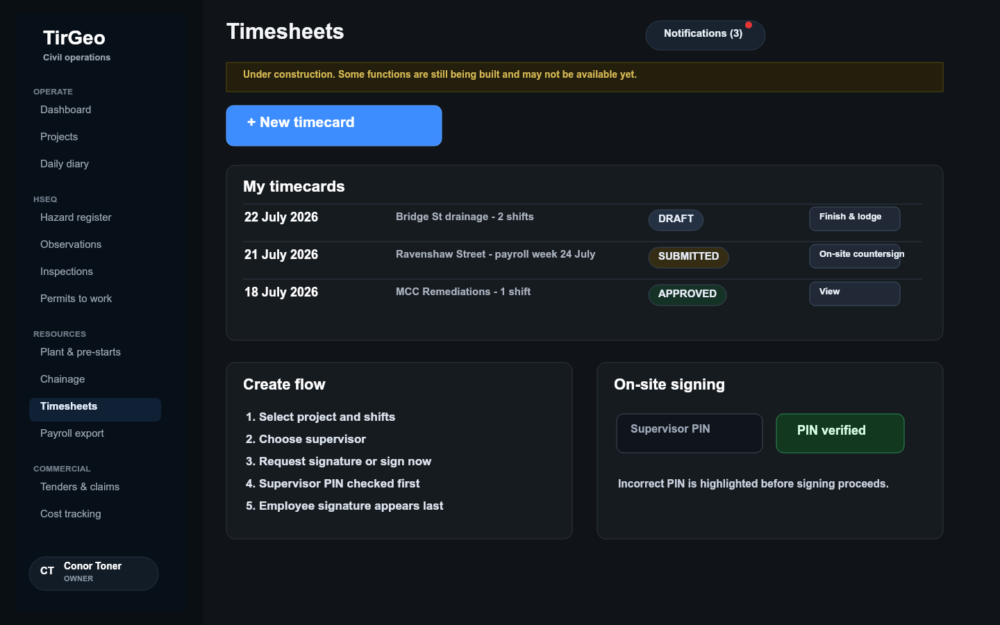 TirGeo
Civil operations
OPERATE
Dashboard
Projects
Daily diary
HSEQ
Hazard register
Observations
Inspections
Permits to work
RESOURCES
Plant & pre-starts
Chainage
Timesheets
Payroll export
COMMERCIAL
Tenders & claims
Cost tracking
CT
Conor Toner
OWNER
Timesheets
Notifications (3)
Under construction. Some functions are still being built and may not be available yet.
+ New timecard
My timecards
22 July 2026 Bridge St drainage - 2 shifts DRAFT Finish & lodge
21 July 2026 Ravenshaw Street - payroll week 24 July SUBMITTED On-site countersign
18 July 2026 MCC Remediations - 1 shift APPROVED View
Create flow
1. Select project and shifts
2. Choose supervisor
3. Request signature or sign now
4. Supervisor PIN checked first
5. Employee signature appears last
On-site signing
Supervisor PIN PIN verified
Incorrect PIN is highlighted before signing proceeds.